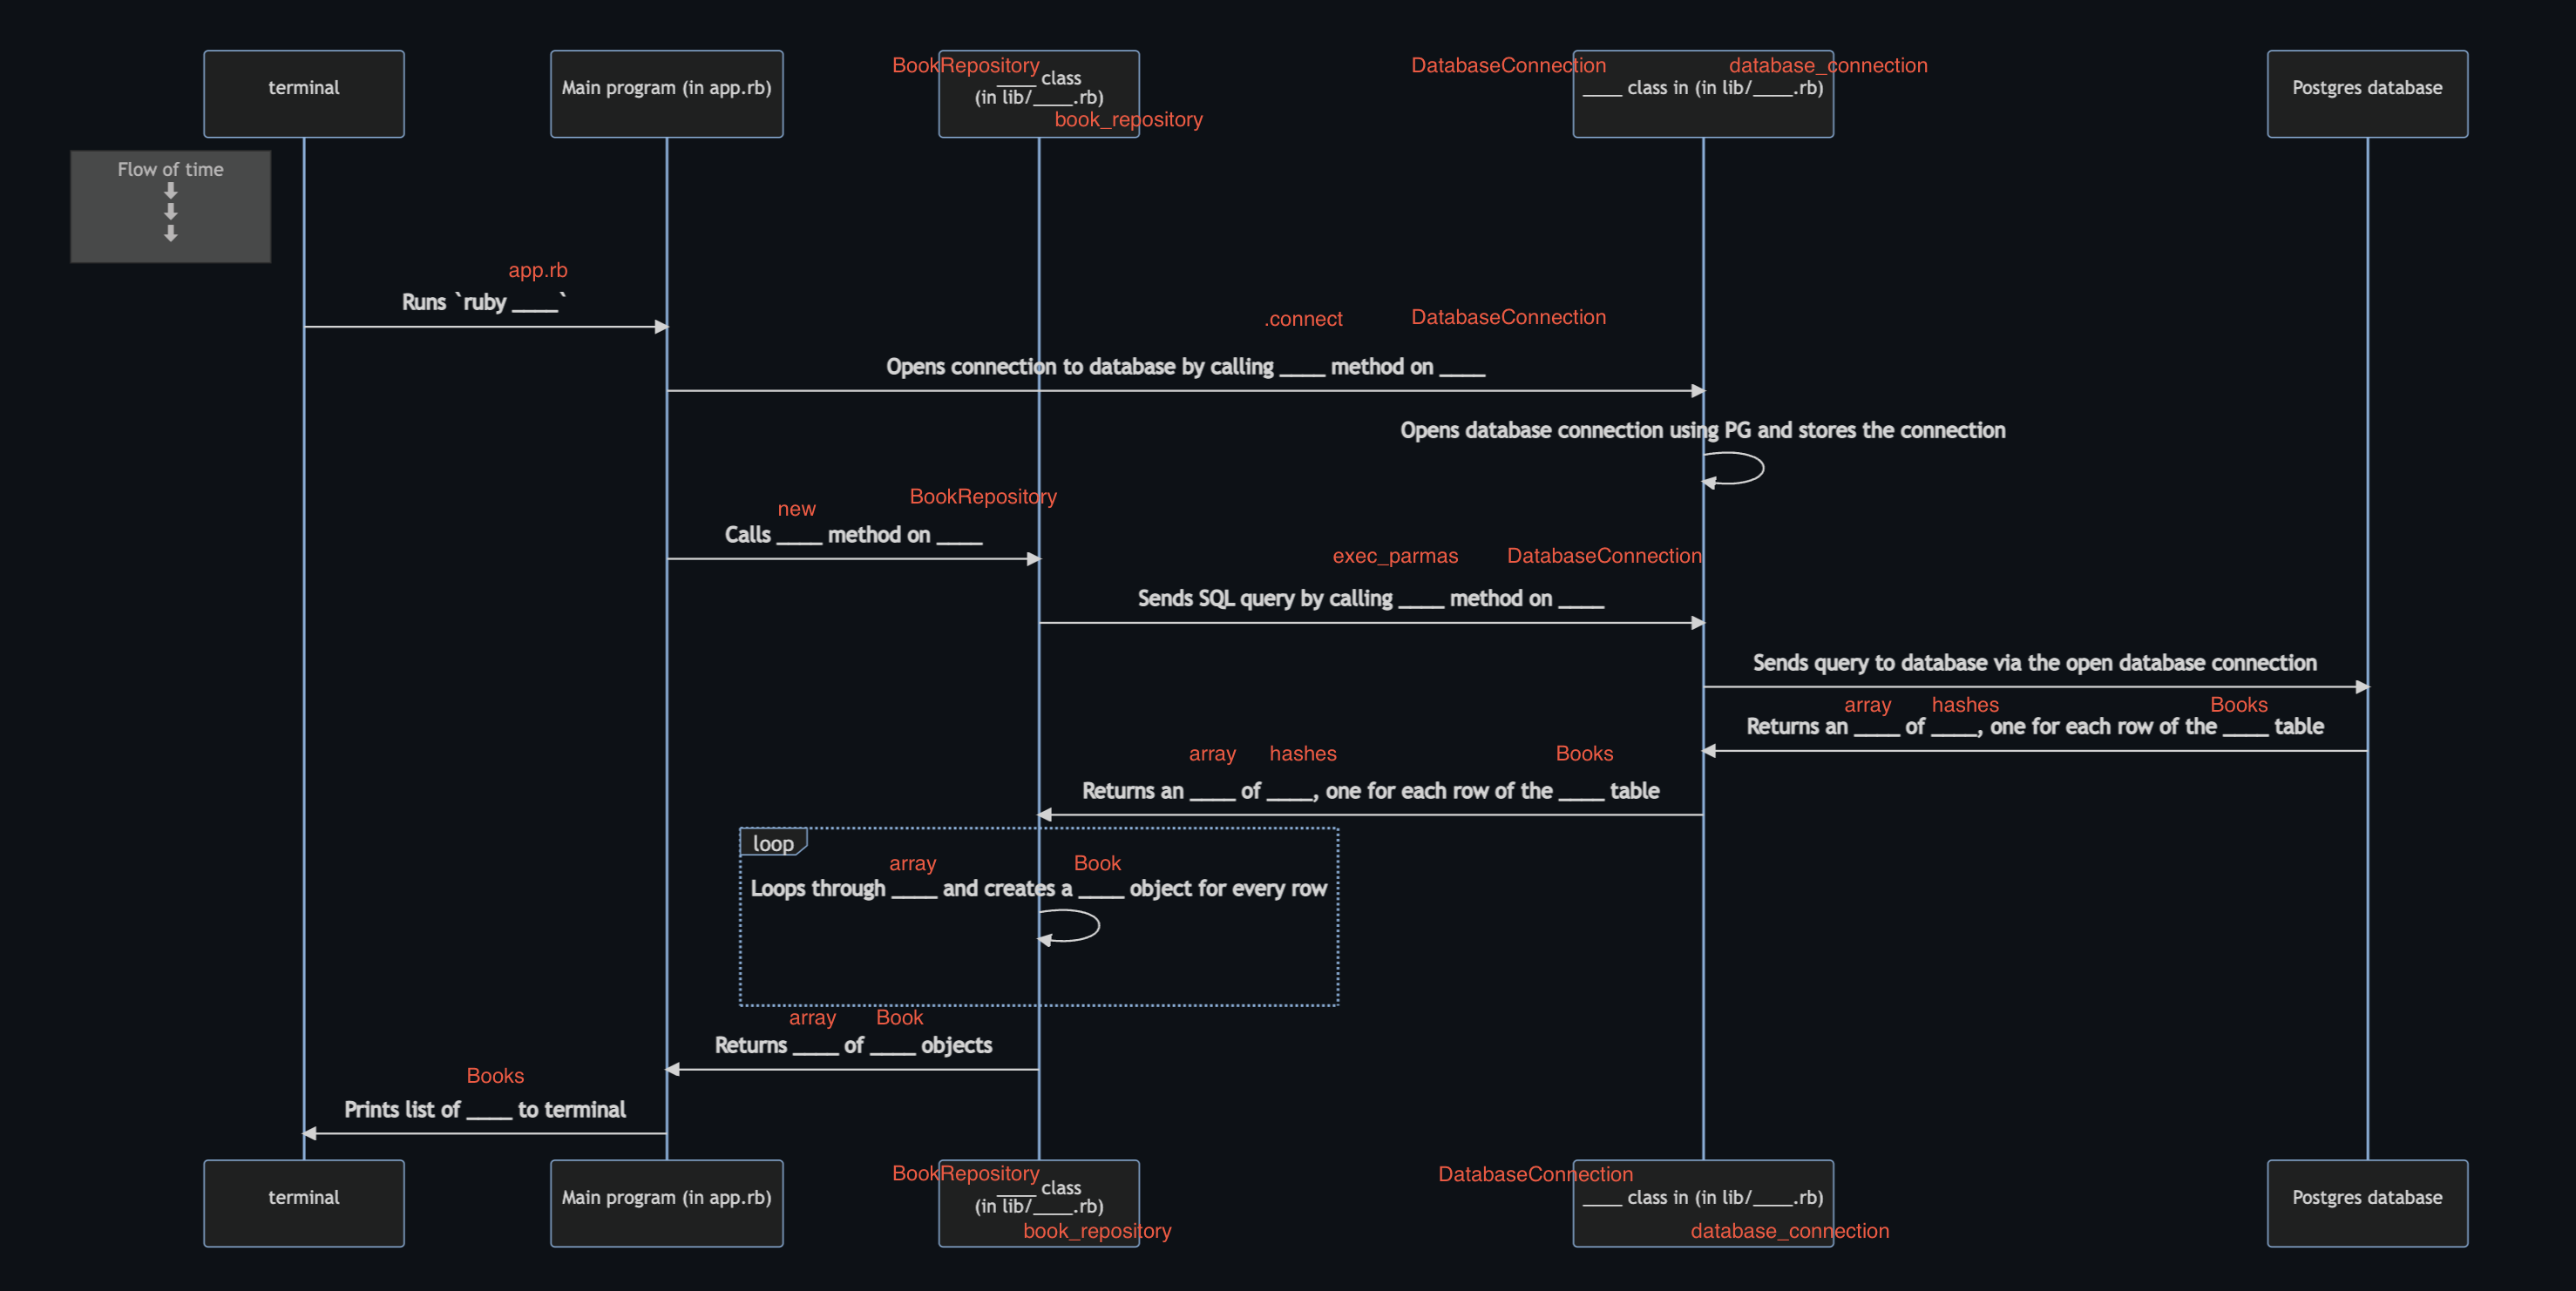 BookRepository
DatabaseConnection
database_connection
terminal
Main program (in app.rb)
____ class
(in lib/____.rb)
____ class in (in lib/____.rb)
Postgres database
book_repository
Flow of time
app.rb
Runs `ruby ____`
.connect
DatabaseConnection
Opens connection to database by calling ____ method on ____
Opens database connection using PG and stores the connection
new
BookRepository
Calls ____ method on ____
exec_parmas
DatabaseConnection
Sends SQL query by calling ____ method on ____
Sends query to database via the open database connection
array
hashes
Books
Returns an ____ of ____, one for each row of the ____ table
array
hashes
Books
Returns an ____ of ____, one for each row of the ____ table
loop
array
Book
Loops through ____ and creates a ____ object for every row
array
Book
Returns ____ of ____ objects
Books
Prints list of ____ to terminal
BookRepository
DatabaseConnection
terminal
Main program (in app.rb)
____ class
(in lib/____.rb)
____ class in (in lib/____.rb)
Postgres database
book_repository
database_connection